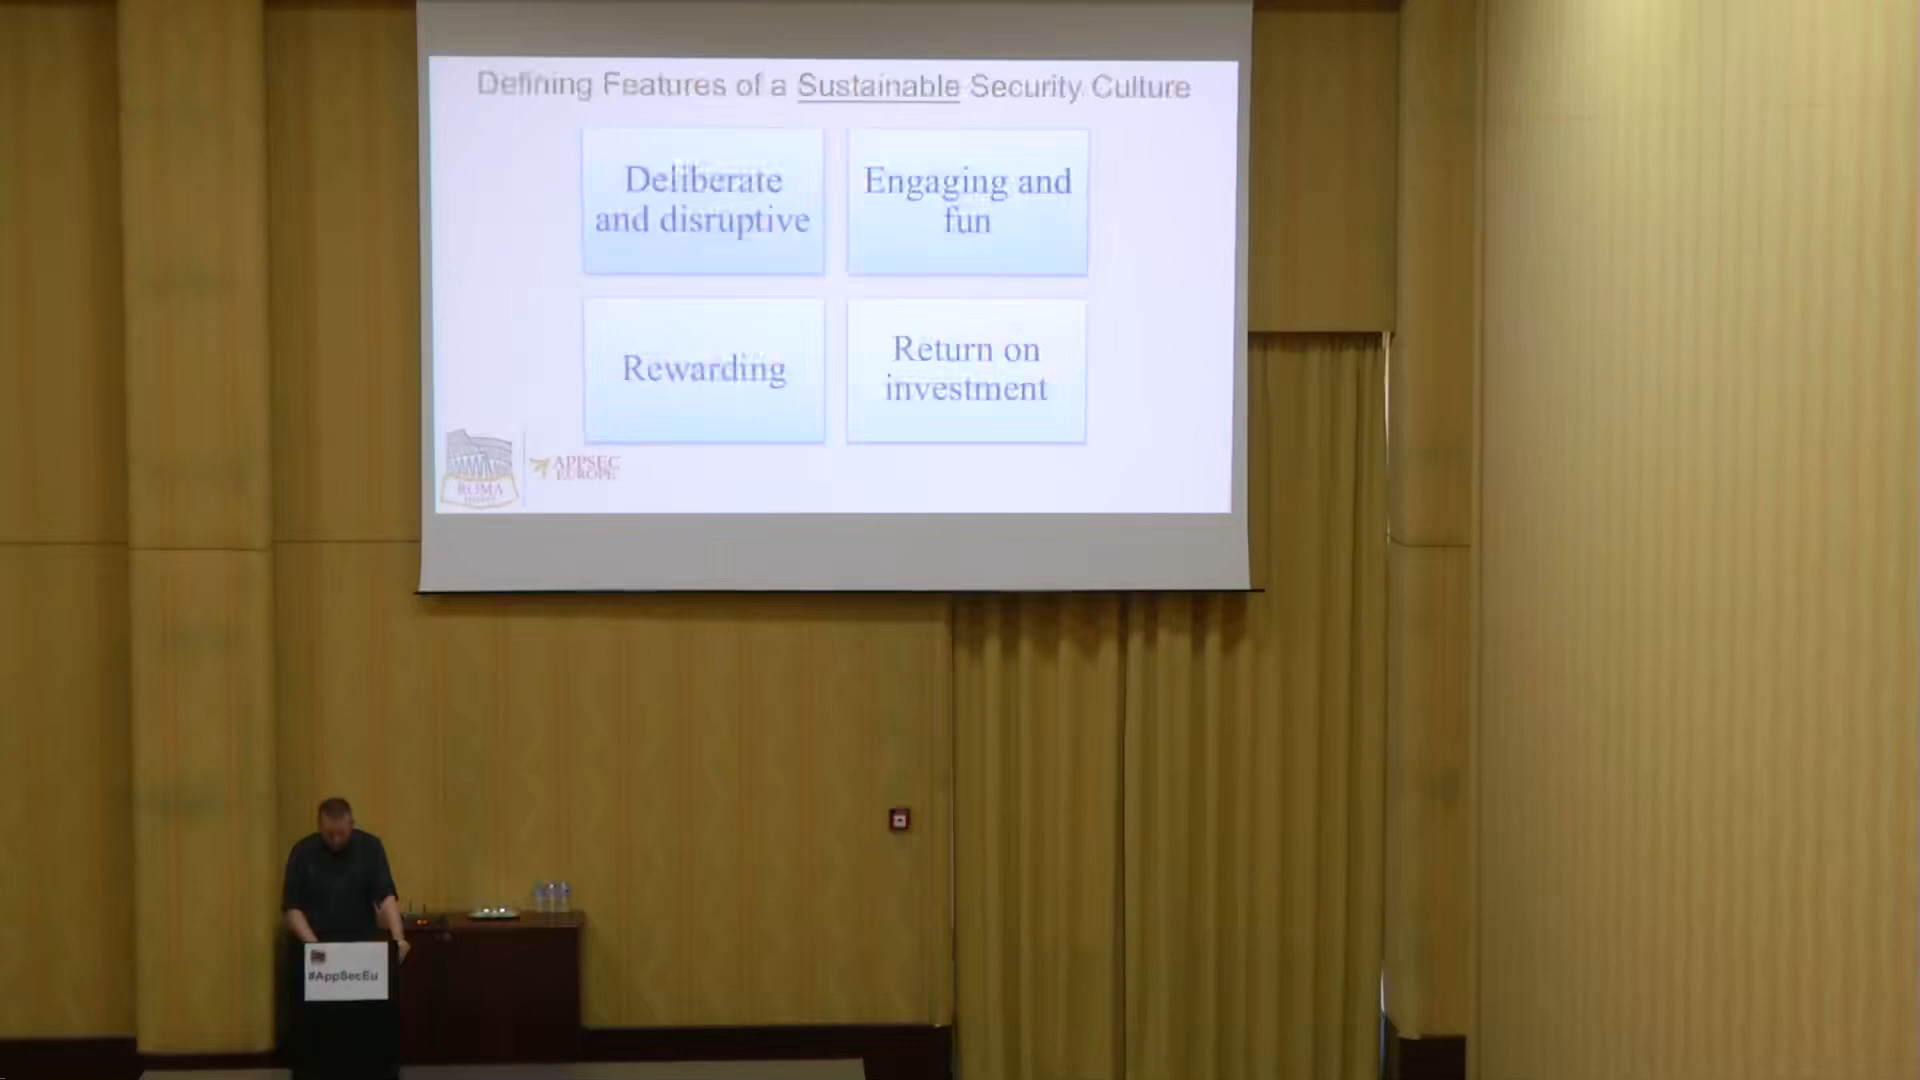 Defining Features of a Sustainable Security Culture
Deliberate
and disruptive
Engaging and
fun
Rewarding
Return on
investment
ROMA
APPSEC
EUROPE
#AppSecEu